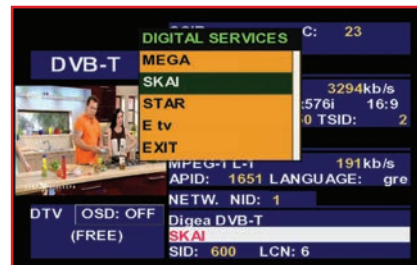 C: 23
DIGITAL SERVICES
DVB-T
MEGA
SKAI
STAR
E tv
EXIT
3294kb/s
576i 16:9
0 TSID: 2
MPEG-1 L-1 191kb/s
APID: 1651 LANGUAGE: gre
NETW. NID: 1
DTV OSD: OFF
(FREE)
Digea DVB-T
SKAI
SID: 600 LCN: 6